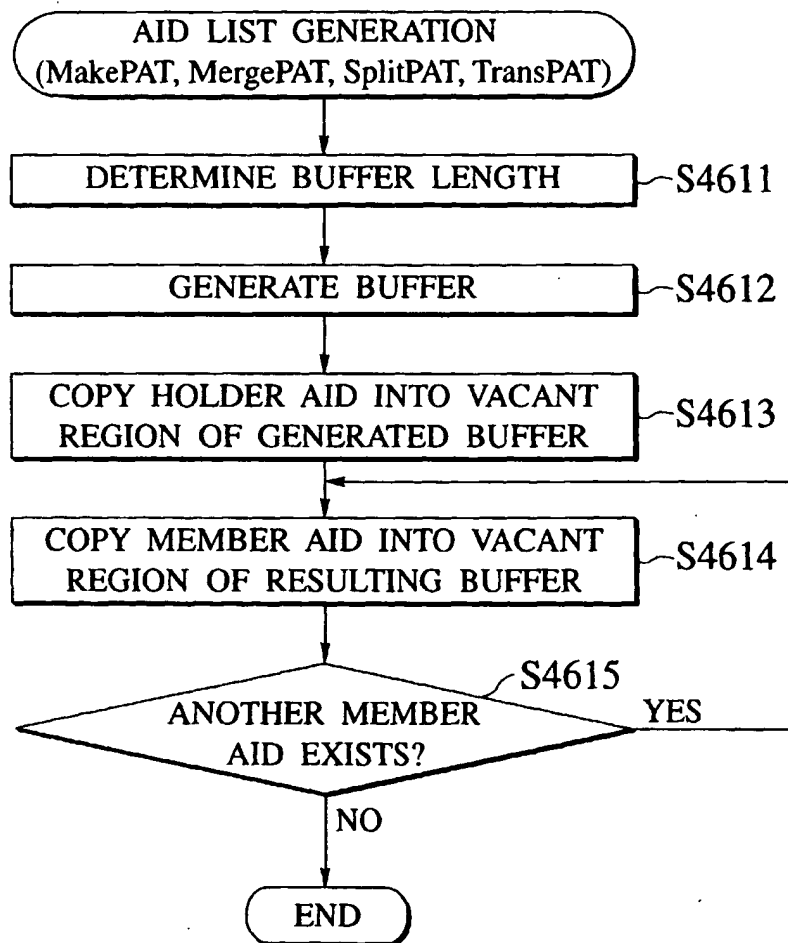 AID LIST GENERATION
(MakePAT, MergePAT, SplitPAT, TransPAT)
DETERMINE BUFFER LENGTH
S4611
GENERATE BUFFER
S4612
COPY HOLDER AID INTO VACANT
REGION OF GENERATED BUFFER
S4613
COPY MEMBER AID INTO VACANT
REGION OF RESULTING BUFFER
S4614
S4615
ANOTHER MEMBER
AID EXISTS?
YES
NO
END